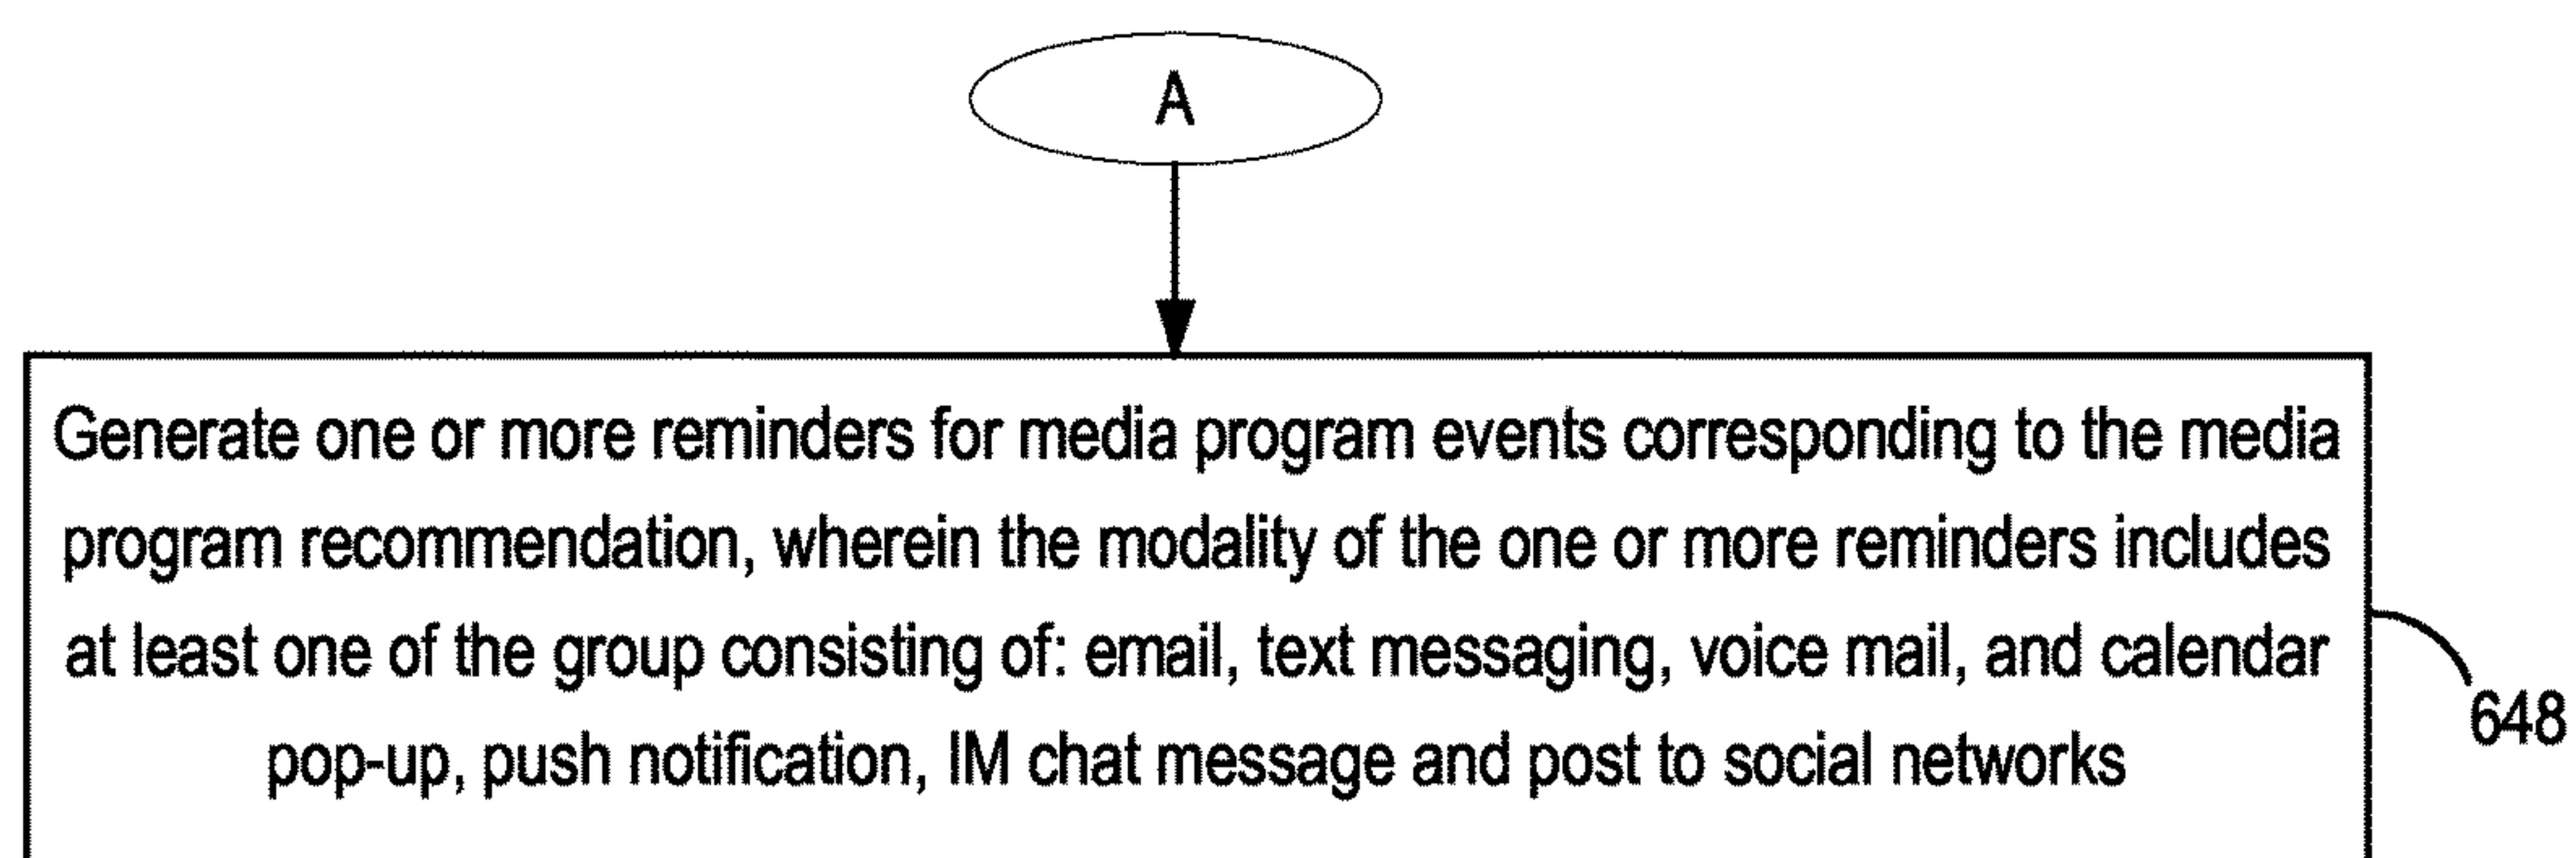 A
Generate one or more reminders for media program events corresponding to the media
program recommendation, wherein the modality of the one or more reminders includes
at least one of the group consisting of: email, text messaging, voice mail, and calendar
pop-up, push notification, IM chat message and post to social networks
648